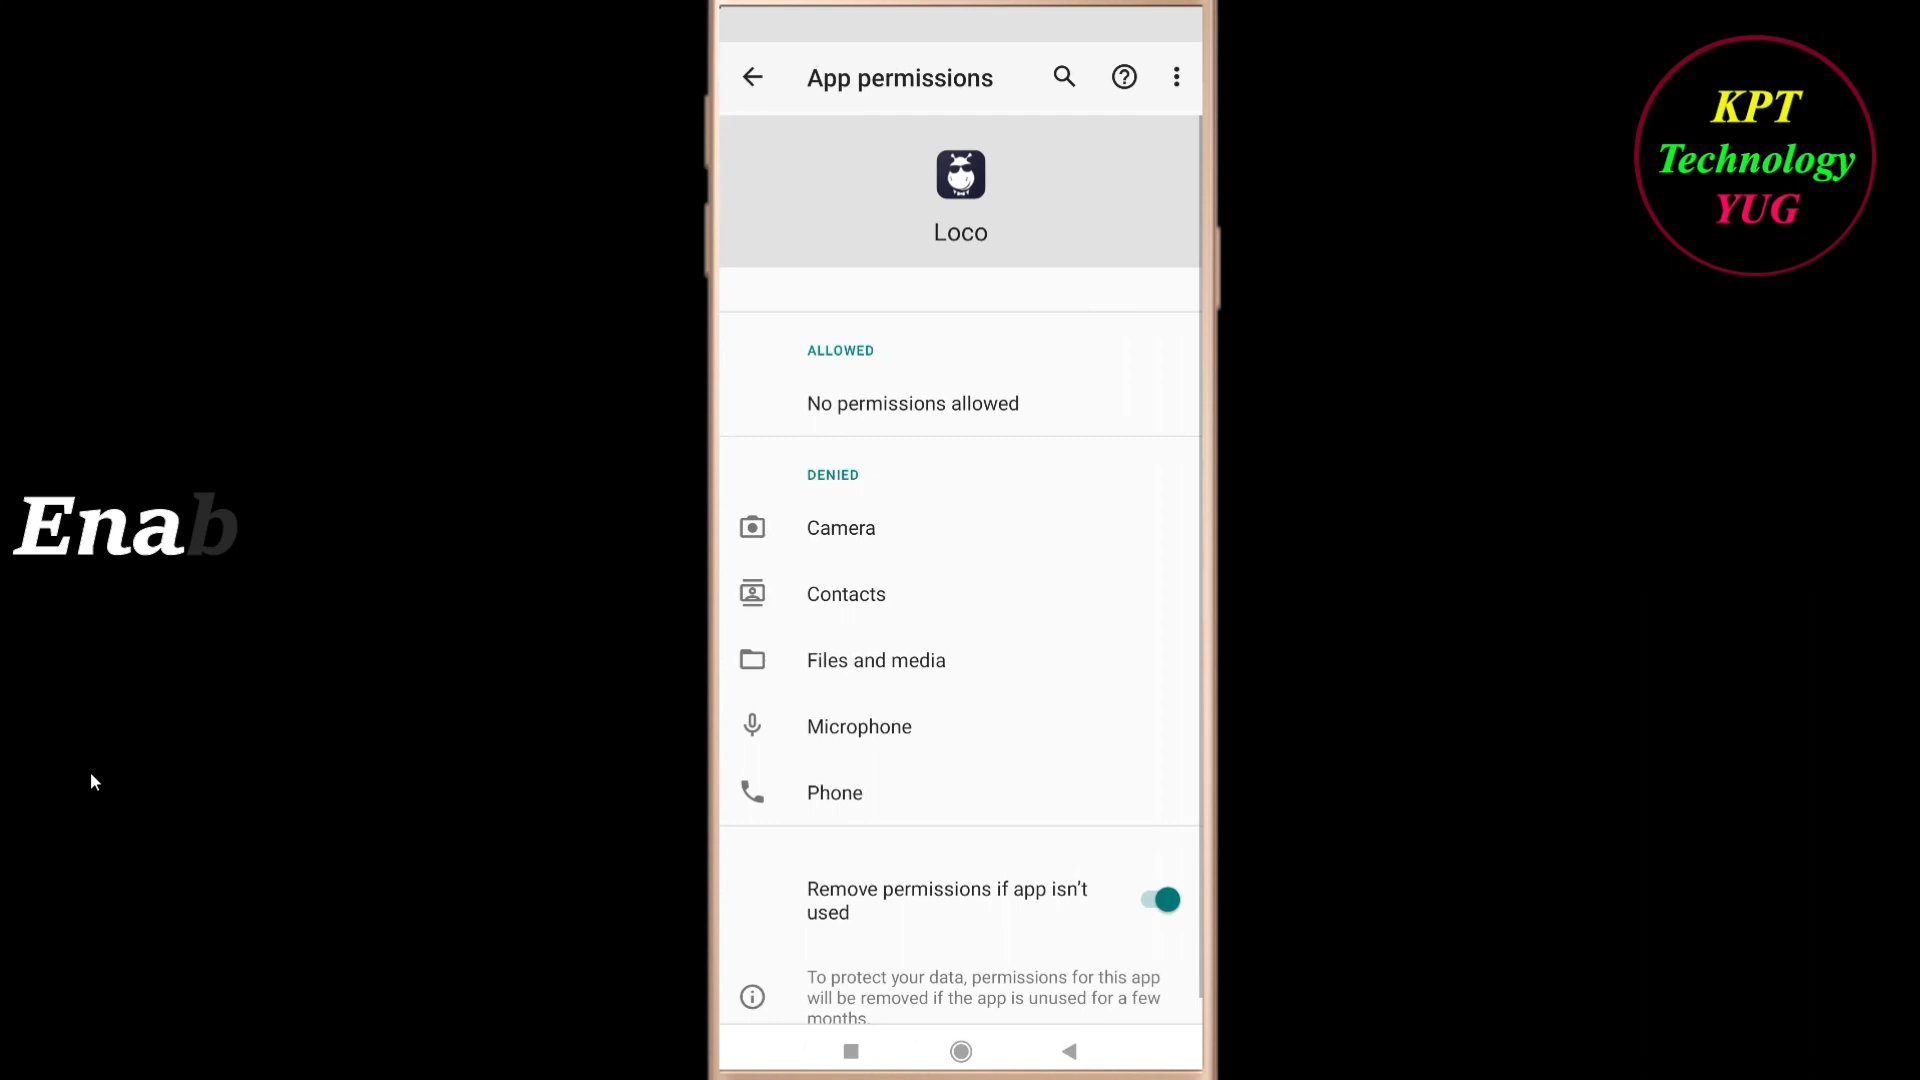 App permissions
KPT
Technology
YUG
Loco
ALLOWED
No permissions allowed
DENIED
Enab
Camera
Contacts
Files and media
Microphone
Phone
Remove permissions if app isn't
used
To protect your data, permissions for this app
will be removed if the app is unused for a few
months.